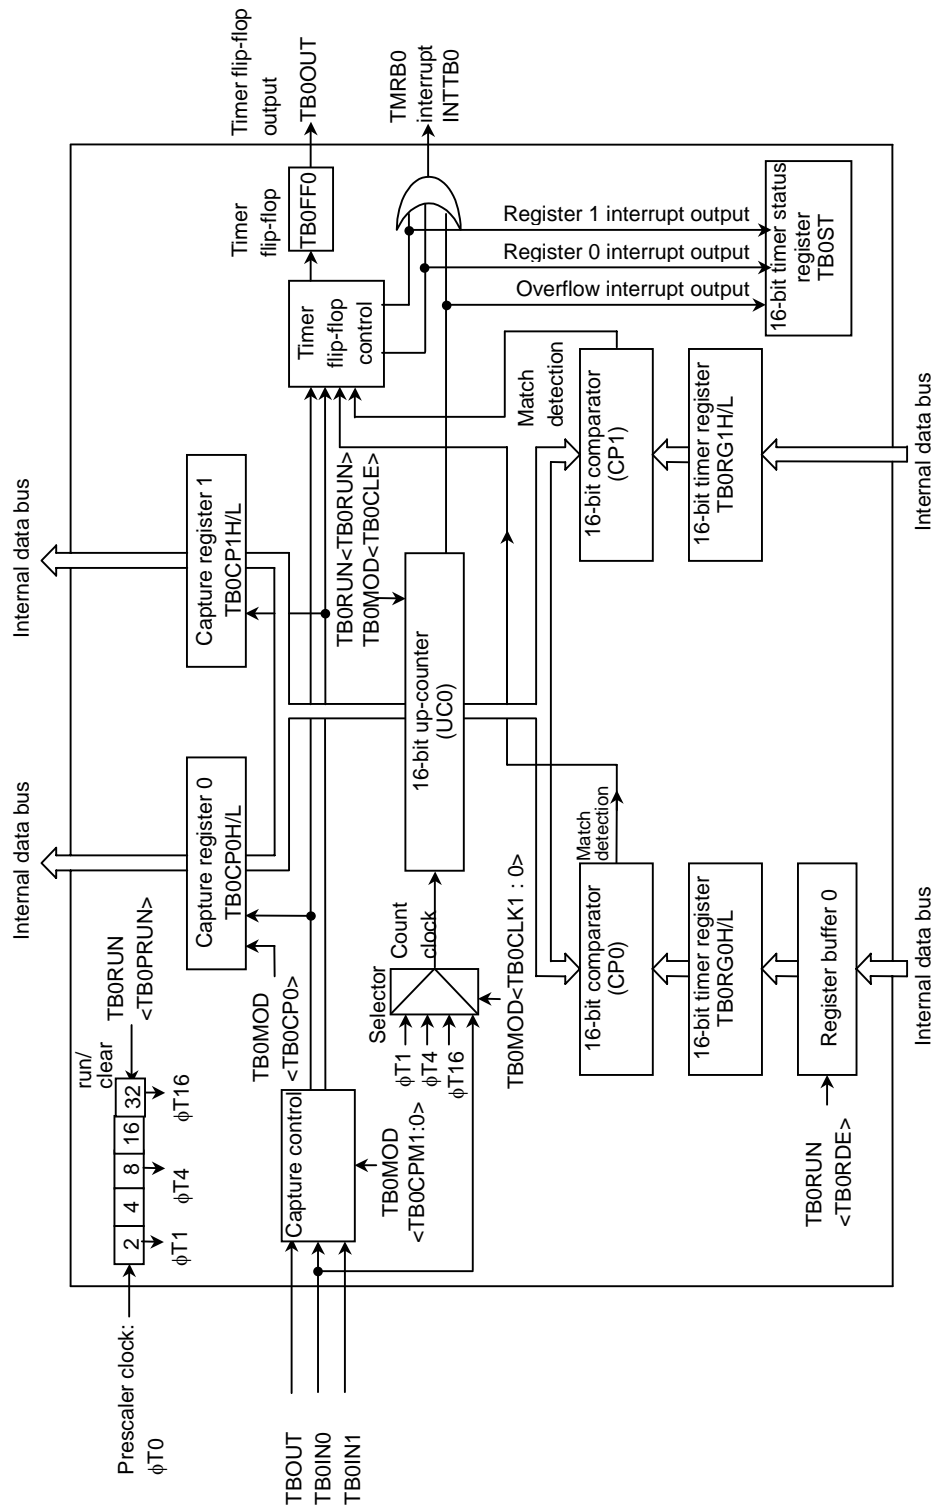 Internal data bus
Internal data bus
Prescaler clock:
φT0
2
4
8
16
32
φT1
φT4
φT16
run/
clear
TB0RUN
<TB0PRUN>
Capture register 0
TB0CP0H/L
Capture register 1
TB0CP1H/L
TB0MOD
<TB0CP0>
TBOUT
TB0IN0
TB0IN1
Capture control
TB0MOD
<TB0CPM1:0>
Timer
flip-flop
control
Timer
flip-flop
TB0FF0
Timer flip-flop
output
TB0OUT
TB0RUN<TB0RUN>
TB0MOD<TB0CLE>
Selector
φT1
φT4
φT16
Count
clock
TB0MOD<TB0CLK1 : 0>
16-bit up-counter
(UC0)
TMRB0
interrupt
INTTB0
Register 1 interrupt output
Register 0 interrupt output
Overflow interrupt output
Match
detection
Match
detection
16-bit comparator
(CP0)
16-bit comparator
(CP1)
16-bit timer register
TB0RG0H/L
16-bit timer register
TB0RG1H/L
16-bit timer status
register
TB0ST
Register buffer 0
TB0RUN
<TB0RDE>
Internal data bus
Internal data bus